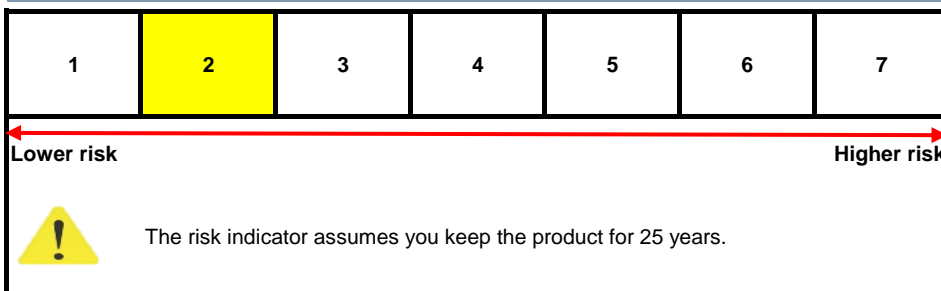 1 2 3 4 5 6 7
Lower risk Higher risk
The risk indicator assumes you keep the product for 25 years.